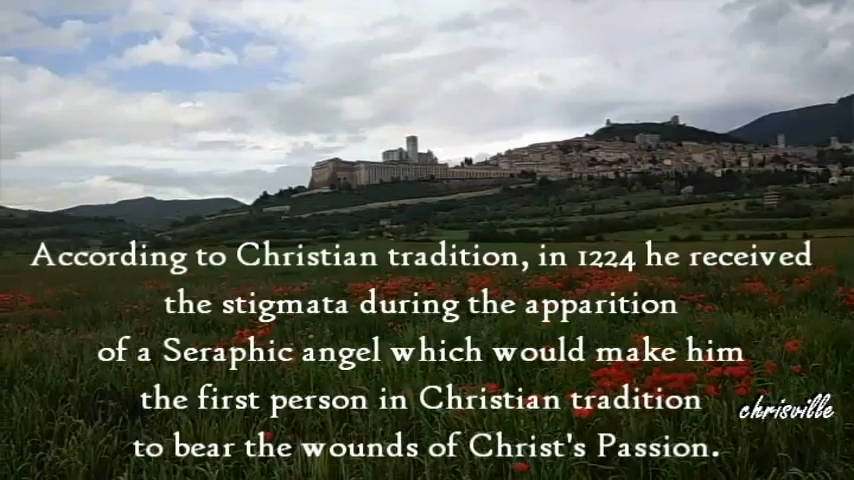 According to Christian tradition, in 1224 he received
the stigmata during the apparition
of a Seraphic angel which would make him
the first person in Christian tradition
chrisville
to bear the wounds of Christ's Passion.